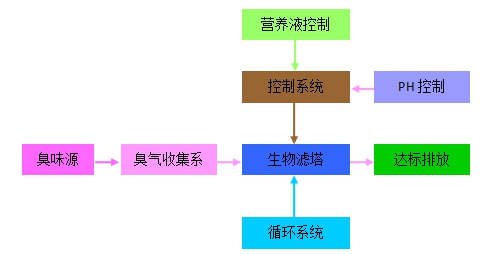 营养液控制
控制系统
PH 控制
臭味源
臭气收集系
生物滤塔
达标排放
循环系统